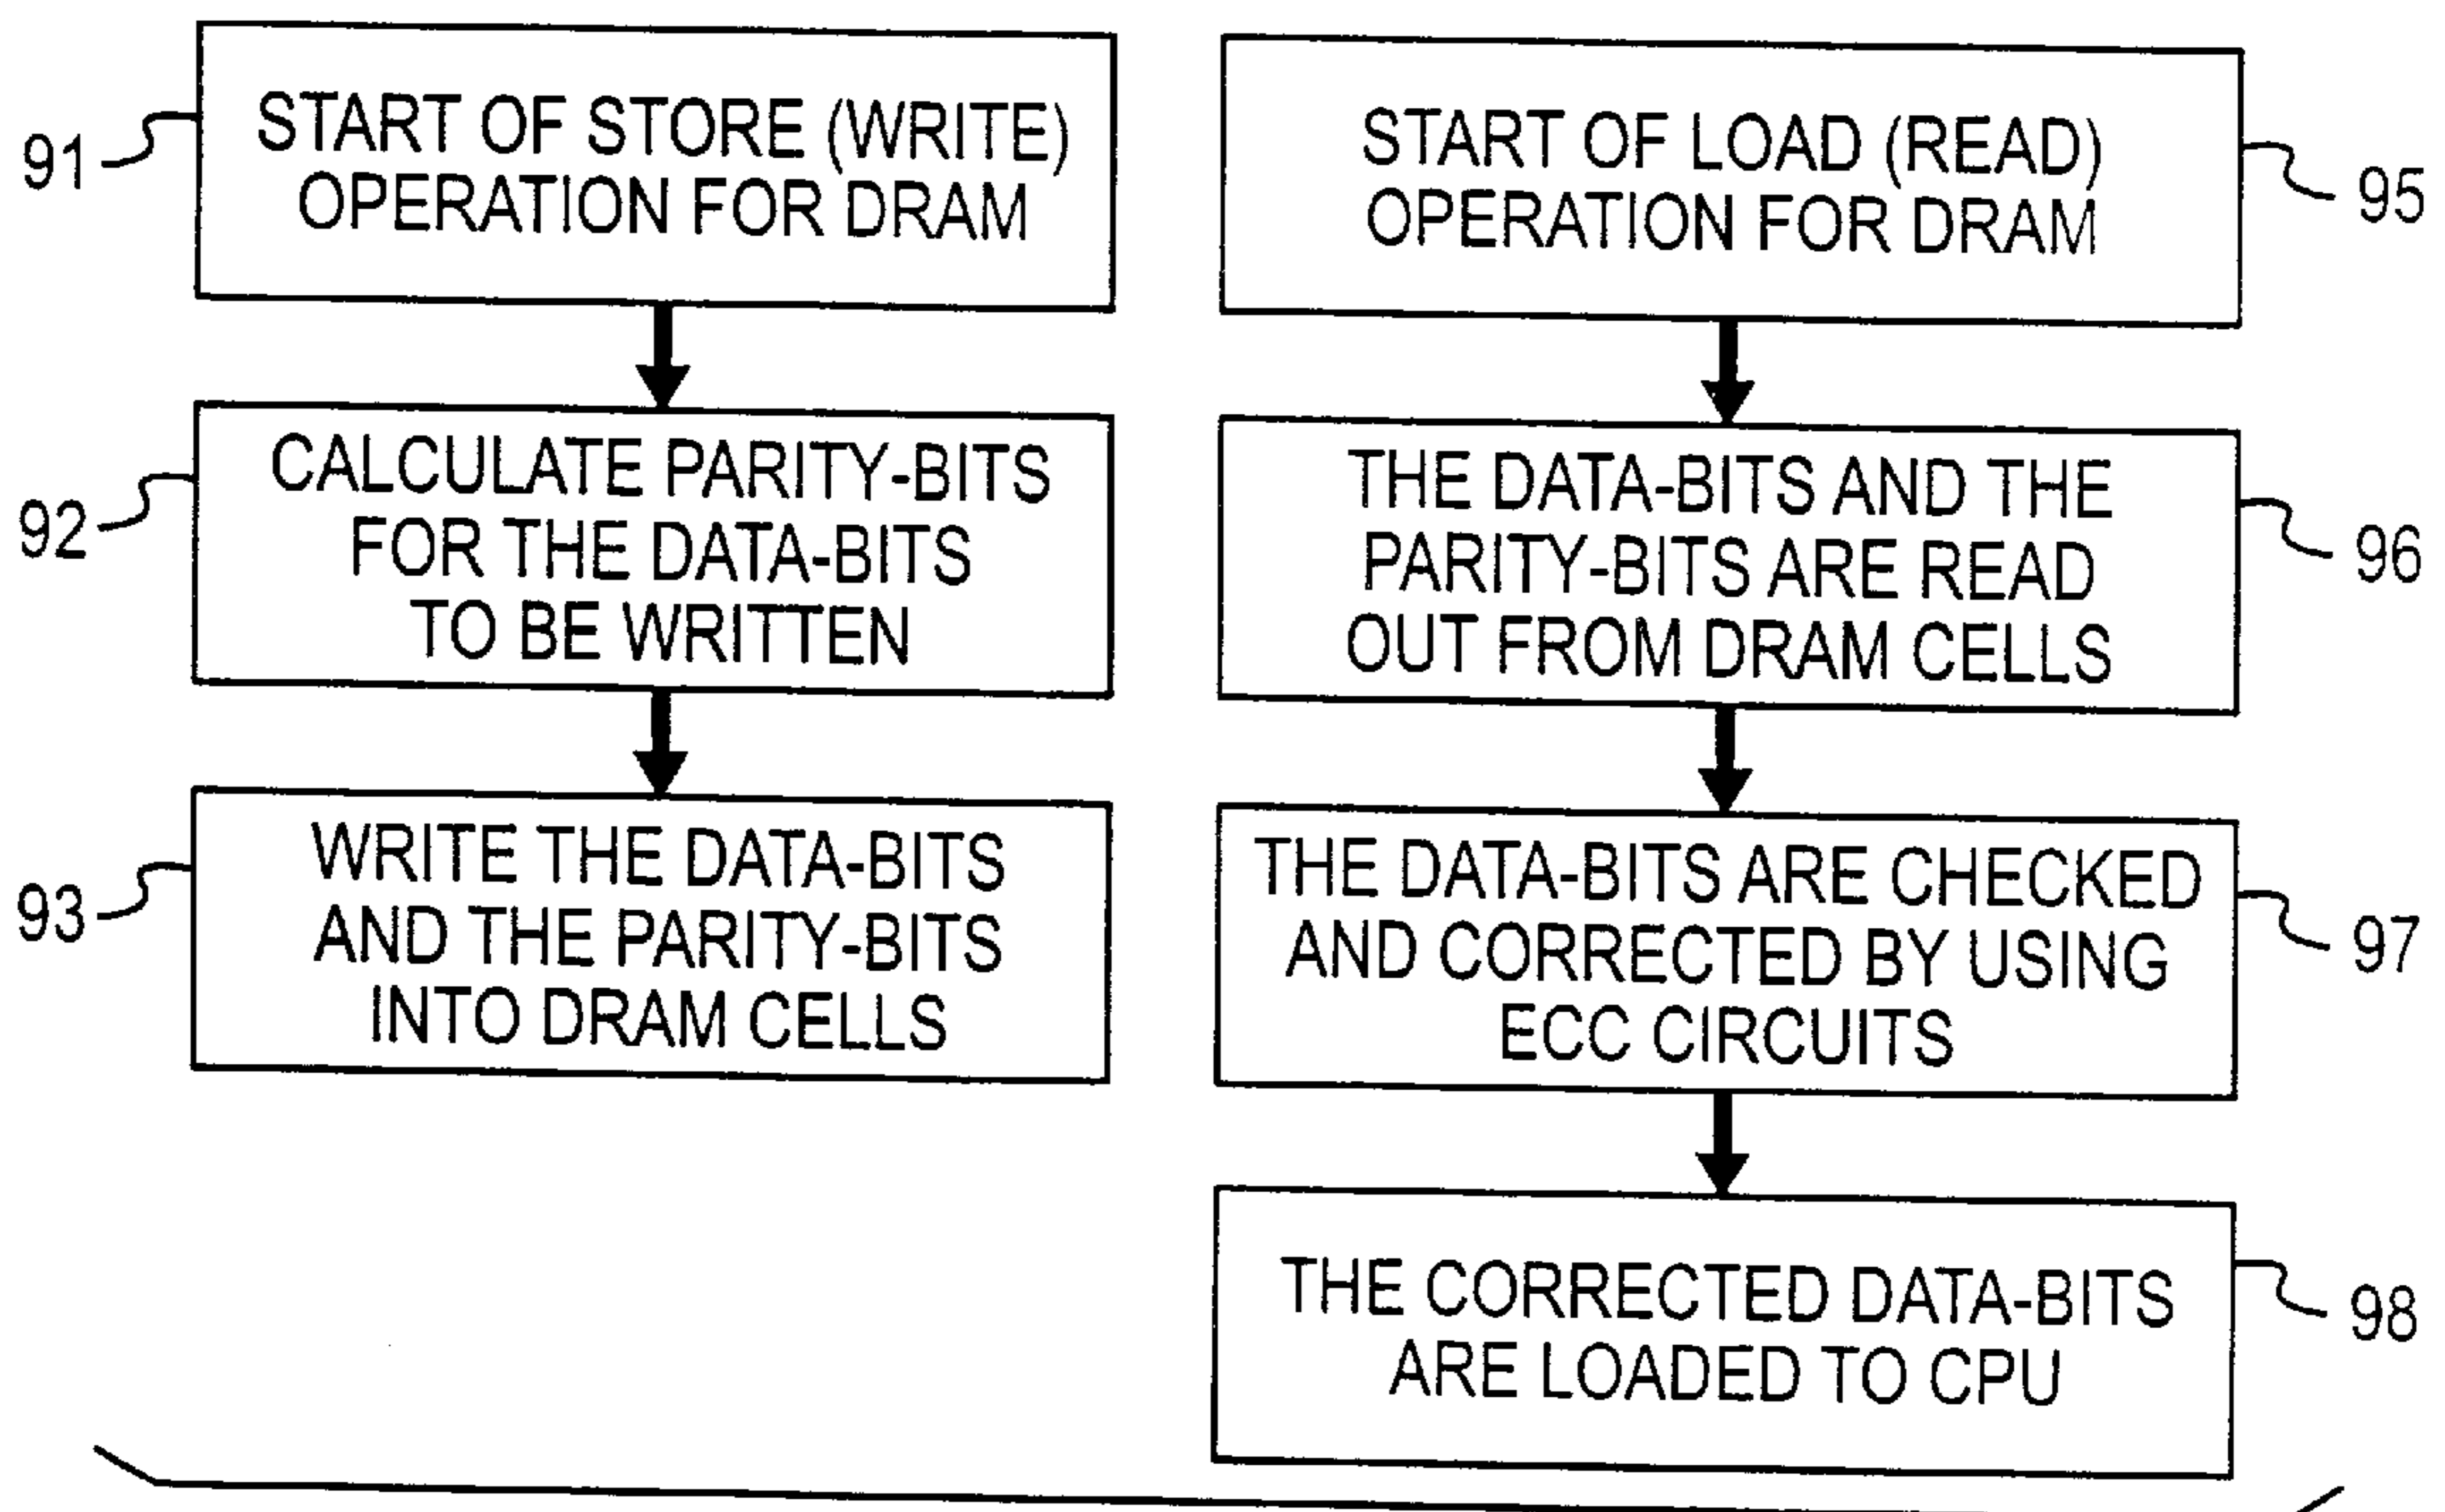 91
START OF STORE (WRITE)
OPERATION FOR DRAM
92
CALCULATE PARITY-BITS
FOR THE DATA-BITS
TO BE WRITTEN
93
WRITE THE DATA-BITS
AND THE PARITY-BITS
INTO DRAM CELLS
START OF LOAD (READ)
OPERATION FOR DRAM
95
THE DATA-BITS AND THE
PARITY-BITS ARE READ
OUT FROM DRAM CELLS
96
THE DATA-BITS ARE CHECKED
AND CORRECTED BY USING
ECC CIRCUITS
97
THE CORRECTED DATA-BITS
ARE LOADED TO CPU
98